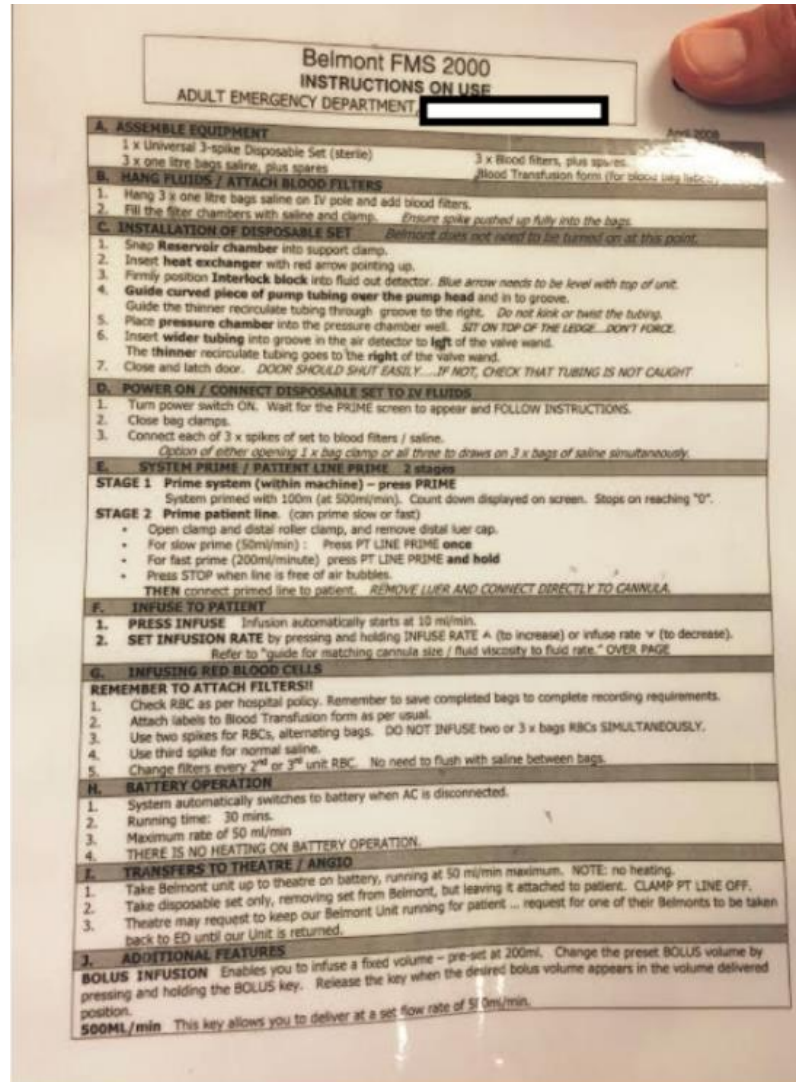 Belmont FMS 2000
INSTRUCTIONS ON USE
ADULT EMERGENCY DEPARTMENT,
April 2008
A. ASSEMBLE EQUIPMENT
1 x Universal 3-spike Disposable Set (sterile) 3 x Blood filters, plus spares.
3 x one litre bags saline, plus spares Blood Transfusion form (for blood bag labels)
B. HANG FLUIDS / ATTACH BLOOD FILTERS
1. Hang 3 x one litre bags saline on IV pole and add blood filters.
2. Fill the filter chambers with saline and clamp. Ensure spike pushed up fully into the bags.
C. INSTALLATION OF DISPOSABLE SET Belmont does not need to be turned on at this point.
1. Snap Reservoir chamber into support clamp.
2. Insert heat exchanger with red arrow pointing up.
3. Firmly position Interlock block into fluid out detector. Blue arrow needs to be level with top of unit.
4. Guide curved piece of pump tubing over the pump head and in to groove.
Guide the thinner recirculate tubing through groove to the right. Do not kink or twist the tubing.
5. Place pressure chamber into the pressure chamber well. SIT ON TOP OF THE LEDGE....DON'T FORCE.
6. Insert wider tubing into groove in the air detector to left of the valve wand.
The thinner recirculate tubing goes to the right of the valve wand.
7. Close and latch door. DOOR SHOULD SHUT EASILY....IF NOT, CHECK THAT TUBING IS NOT CAUGHT
D. POWER ON / CONNECT DISPOSABLE SET TO IV FLUIDS
1. Turn power switch ON. Wait for the PRIME screen to appear and FOLLOW INSTRUCTIONS.
2. Close bag clamps.
3. Connect each of 3 x spikes of set to blood filters / saline.
Option of either opening 1 x bag clamp or all three to draws on 3 x bags of saline simultaneously.
E. SYSTEM PRIME / PATIENT LINE PRIME 2 stages
STAGE 1 Prime system (within machine) – press PRIME
System primed with 100m (at 500ml/min). Count down displayed on screen. Stops on reaching "0".
STAGE 2 Prime patient line. (can prime slow or fast)
• Open clamp and distal roller clamp, and remove distal luer cap.
• For slow prime (50ml/min) : Press PT LINE PRIME once
• For fast prime (200ml/minute) press PT LINE PRIME and hold
• Press STOP when line is free of air bubbles.
THEN connect primed line to patient. REMOVE LUER AND CONNECT DIRECTLY TO CANNULA.
F. INFUSE TO PATIENT
1. PRESS INFUSE Infusion automatically starts at 10 ml/min.
2. SET INFUSION RATE by pressing and holding INFUSE RATE ^ (to increase) or infuse rate v (to decrease).
Refer to "guide for matching cannula size / fluid viscosity to fluid rate." OVER PAGE
G. INFUSING RED BLOOD CELLS
REMEMBER TO ATTACH FILTERS!!
1. Check RBC as per hospital policy. Remember to save completed bags to complete recording requirements.
2. Attach labels to Blood Transfusion form as per usual.
3. Use two spikes for RBCs, alternating bags. DO NOT INFUSE two or 3 x bags RBCs SIMULTANEOUSLY.
4. Use third spike for normal saline.
5. Change filters every 2nd or 3rd unit RBC. No need to flush with saline between bags.
H. BATTERY OPERATION
1. System automatically switches to battery when AC is disconnected.
2. Running time: 30 mins.
3. Maximum rate of 50 ml/min
4. THERE IS NO HEATING ON BATTERY OPERATION.
I. TRANSFERS TO THEATRE / ANGIO
1. Take Belmont unit up to theatre on battery, running at 50 ml/min maximum. NOTE: no heating.
2. Take disposable set only, removing set from Belmont, but leaving it attached to patient. CLAMP PT LINE OFF.
3. Theatre may request to keep our Belmont Unit running for patient ... request for one of their Belmonts to be taken
back to ED until our Unit is returned.
J. ADDITIONAL FEATURES
BOLUS INFUSION Enables you to infuse a fixed volume – pre-set at 200ml. Change the preset BOLUS volume by
pressing and holding the BOLUS key. Release the key when the desired bolus volume appears in the volume delivered
position.
500ML/min This key allows you to deliver at a set flow rate of 500ml/min.